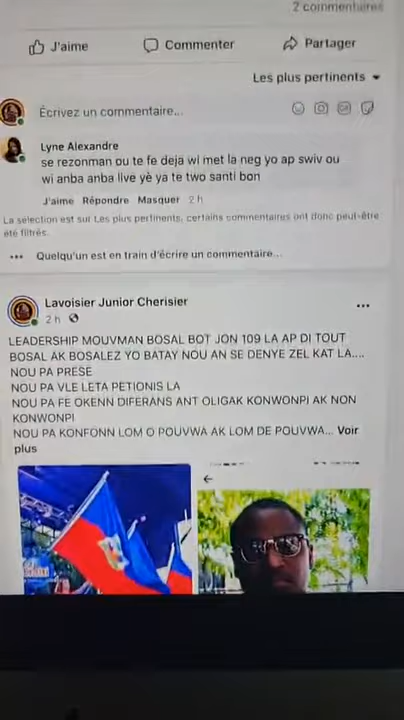 2 commentaires
J'aime
Commenter
Partager
Les plus pertinents
Écrivez un commentaire...
Lyne Alexandre
se rezonman ou te fe deja wi met la neg yo ap swiv ou
wi anba anba live yè ya te two santi bon
J'aime Répondre Masquer 2 h
La sélection est sur Les plus pertinents, certains commentaires ont donc peut-être
été filtrés.
Quelqu'un est en train d'écrire un commentaire...
Lavoisier Junior Cherisier
2 h
LEADERSHIP MOUVMAN BOSAL BOT JON 109 LA AP DI TOUT
BOSAL AK BOSALEZ YO BATAY NOU AN SE DENYE ZEL KAT LA....
NOU PA PRESE
NOU PA VLE LETA PETIONIS LA
NOU PA FE OKENN DIFERANS ANT OLIGAK KONWONPI AK NON
KONWONPI
NOU PA KONFONN LOM O POUVWA AK LOM DE POUVWA... Voir
plus